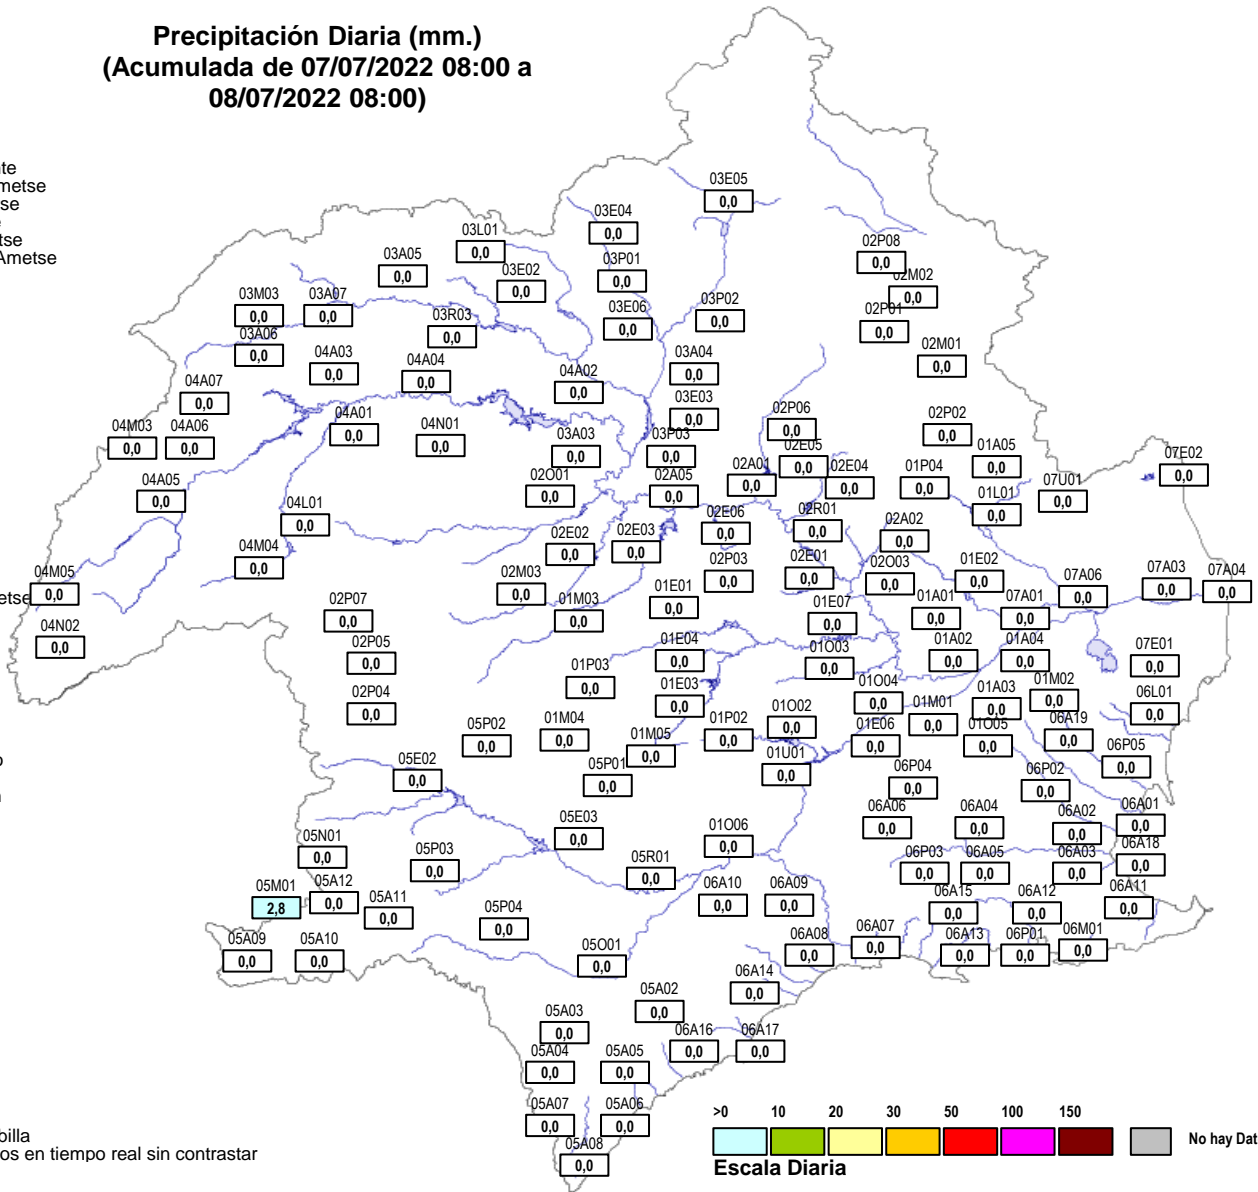 Precipitación Diaria (mm.)
(Acumulada de 07/07/2022 08:00 a
08/07/2022 08:00)
03E05
0,0
03E04
0,0
03L01
0,0
03P01
0,0
02P08
0,0
03A05
0,0
03E02
0,0
02M02
0,0
03M03
0,0
03A07
0,0
03P02
0,0
03E06
0,0
02P01
0,0
03R03
0,0
03A06
0,0
02M01
0,0
04A03
0,0
04A04
0,0
03A04
0,0
04A02
0,0
04A07
0,0
03E03
0,0
02P06
0,0
02P02
0,0
04M03
0,0
04A06
0,0
04A01
0,0
04N01
0,0
03A03
0,0
03P03
0,0
02E05
0,0
01A05
0,0
07E02
0,0
04A05
0,0
02O01
0,0
02A05
0,0
02A01
0,0
02E04
0,0
01P04
0,0
07U01
0,0
01L01
0,0
04L01
0,0
02E06
0,0
02R01
0,0
02A02
0,0
02E02
0,0
02E03
0,0
04M04
0,0
02P03
0,0
02E01
0,0
02O03
0,0
01E02
0,0
04M05
0,0
02M03
0,0
07A06
0,0
07A03
0,0
07A04
0,0
02P07
0,0
01M03
0,0
01E01
0,0
01E07
0,0
01A01
0,0
07A01
0,0
04N02
0,0
02P05
0,0
01E04
0,0
01O03
0,0
01A02
0,0
01A04
0,0
07E01
0,0
02P04
0,0
01P03
0,0
01E03
0,0
01O04
0,0
01A03
0,0
01M02
0,0
06L01
0,0
05P02
0,0
01M04
0,0
01M05
0,0
01P02
0,0
01O02
0,0
01M01
0,0
01E06
0,0
01O05
0,0
06A19
0,0
05E02
0,0
05P01
0,0
01U01
0,0
06P04
0,0
06P02
0,0
06P05
0,0
05E03
0,0
01O06
0,0
06A06
0,0
06A04
0,0
06A02
0,0
06A01
0,0
05N01
0,0
05P03
0,0
05R01
0,0
06P03
0,0
06A05
0,0
06A03
0,0
06A18
0,0
05M01
2,8
05A12
0,0
05A11
0,0
05P04
0,0
06A10
0,0
06A09
0,0
06A15
0,0
06A12
0,0
06A11
0,0
05A09
0,0
05A10
0,0
05O01
0,0
06A08
0,0
06A07
0,0
06A13
0,0
06P01
0,0
06M01
0,0
06A14
0,0
05A02
0,0
05A03
0,0
06A16
0,0
06A17
0,0
05A04
0,0
05A05
0,0
05A07
0,0
05A06
0,0
05A08
0,0
billa
os en tiempo real sin contrastar
>0 10 20 30 50 100 150
No hay Dat
Escala Diaria